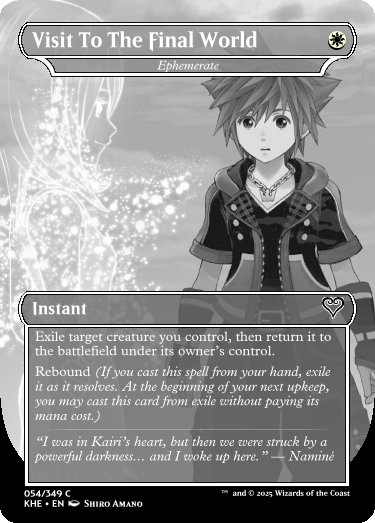 Visit To The Final World
Ephemerate
Instant
Exile target creature you control, then return it
to the battlefield under its owner's control.
Rebound (If you cast this spell from your hand, exile
it as it resolves. At the beginning of your next upkeep,
you may cast this card from exile without paying its
mana cost.)
“I was in Kairi's heart, but then we were struck by a
powerful darkness... and I woke up here.” — Naminé
054/349 C
KHE • EN Shiro Amano
™ and © 2025 Wizards of the Coast